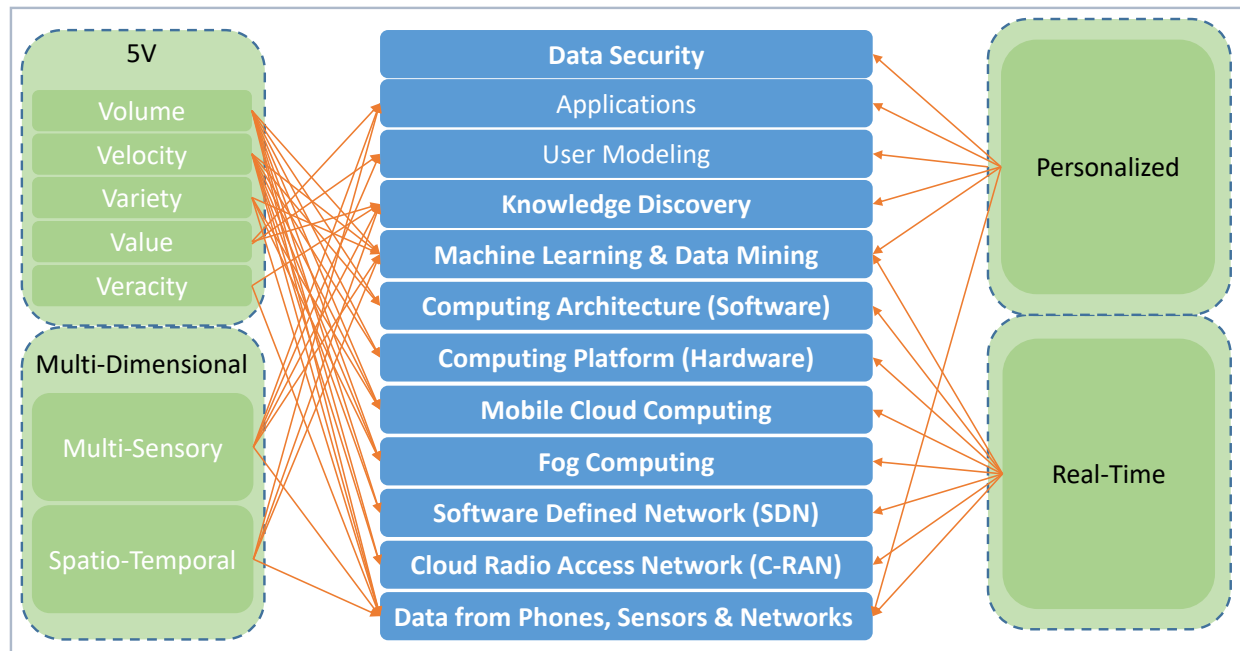 5V
Volume
Velocity
Variety
Value
Veracity
Multi-Dimensional
Multi-Sensory
Spatio-Temporal
Data Security
Applications
User Modeling
Knowledge Discovery
Machine Learning & Data Mining
Computing Architecture (Software)
Computing Platform (Hardware)
Mobile Cloud Computing
Fog Computing
Software Defined Network (SDN)
Cloud Radio Access Network (C-RAN)
Data from Phones, Sensors & Networks
Personalized
Real-Time